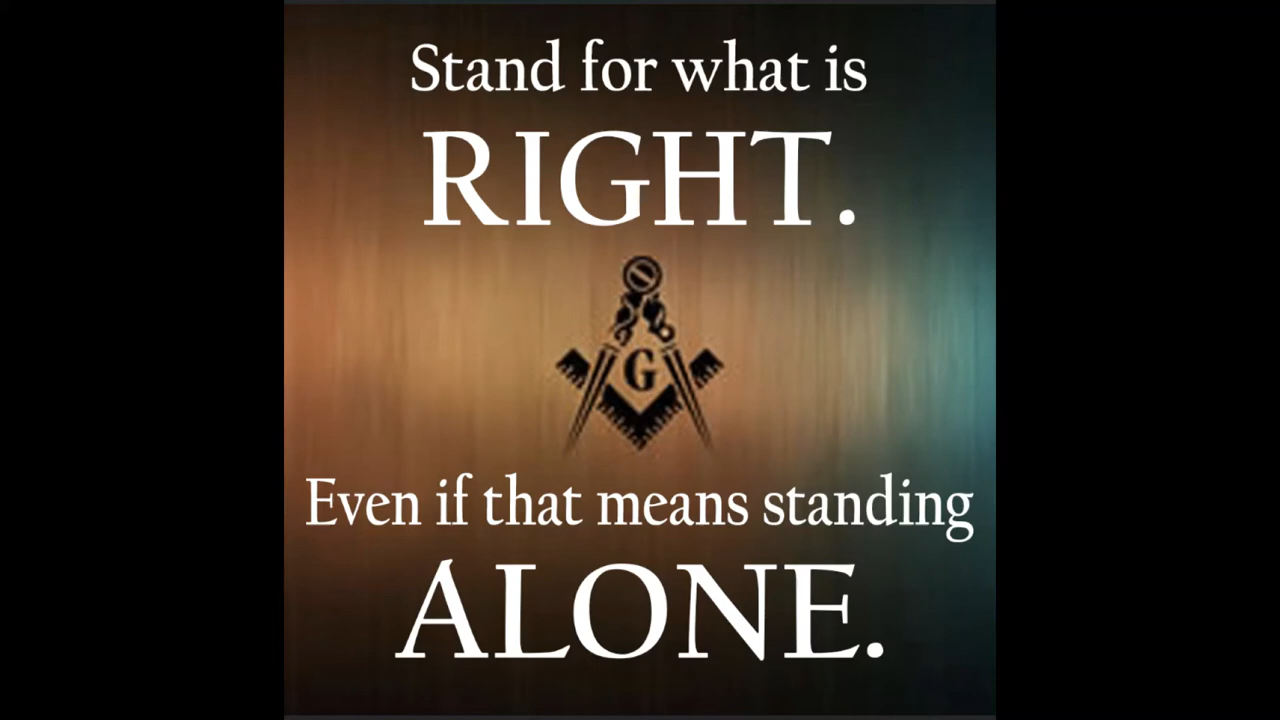 Stand for what is
RIGHT.
G
Even if that means standing
ALONE.